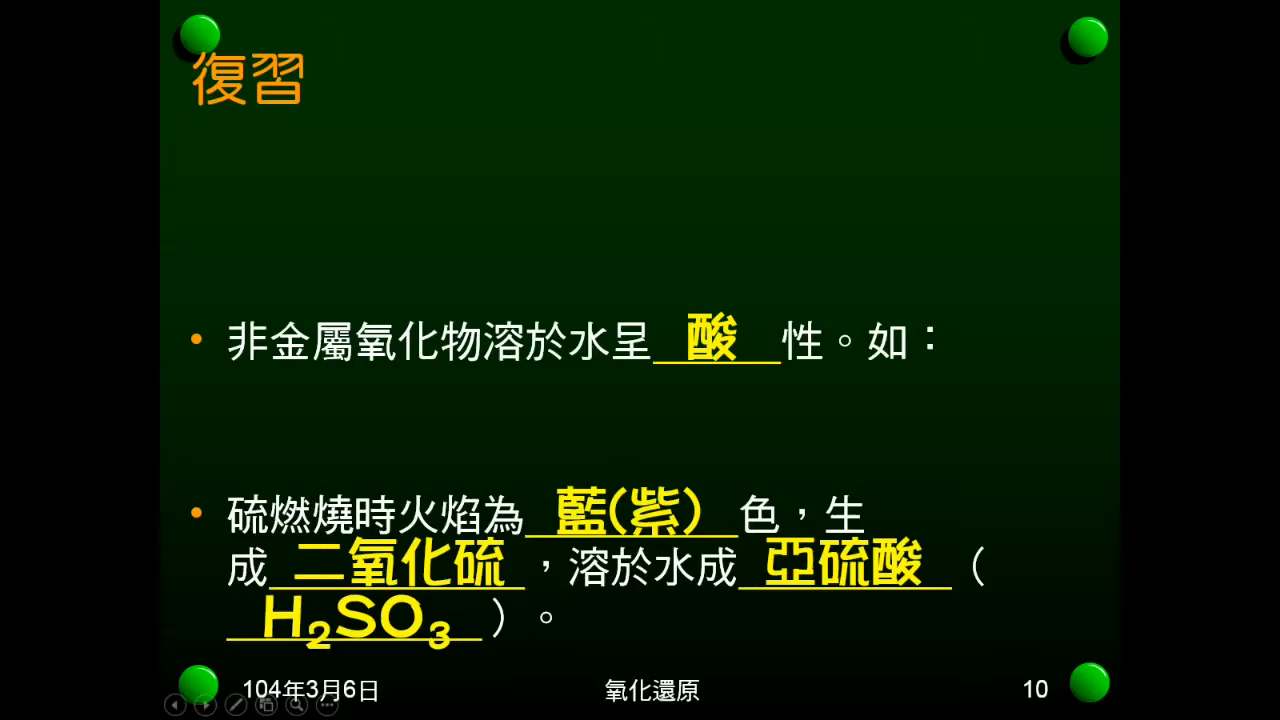 復習
• 非金屬氧化物溶於水呈 酸 性。如：
• 硫燃燒時火焰為 藍(紫) 色，生
成 二氧化硫 ，溶於水成 亞硫酸 （
H₂SO₃ ）。
104年3月6日 氧化還原 10